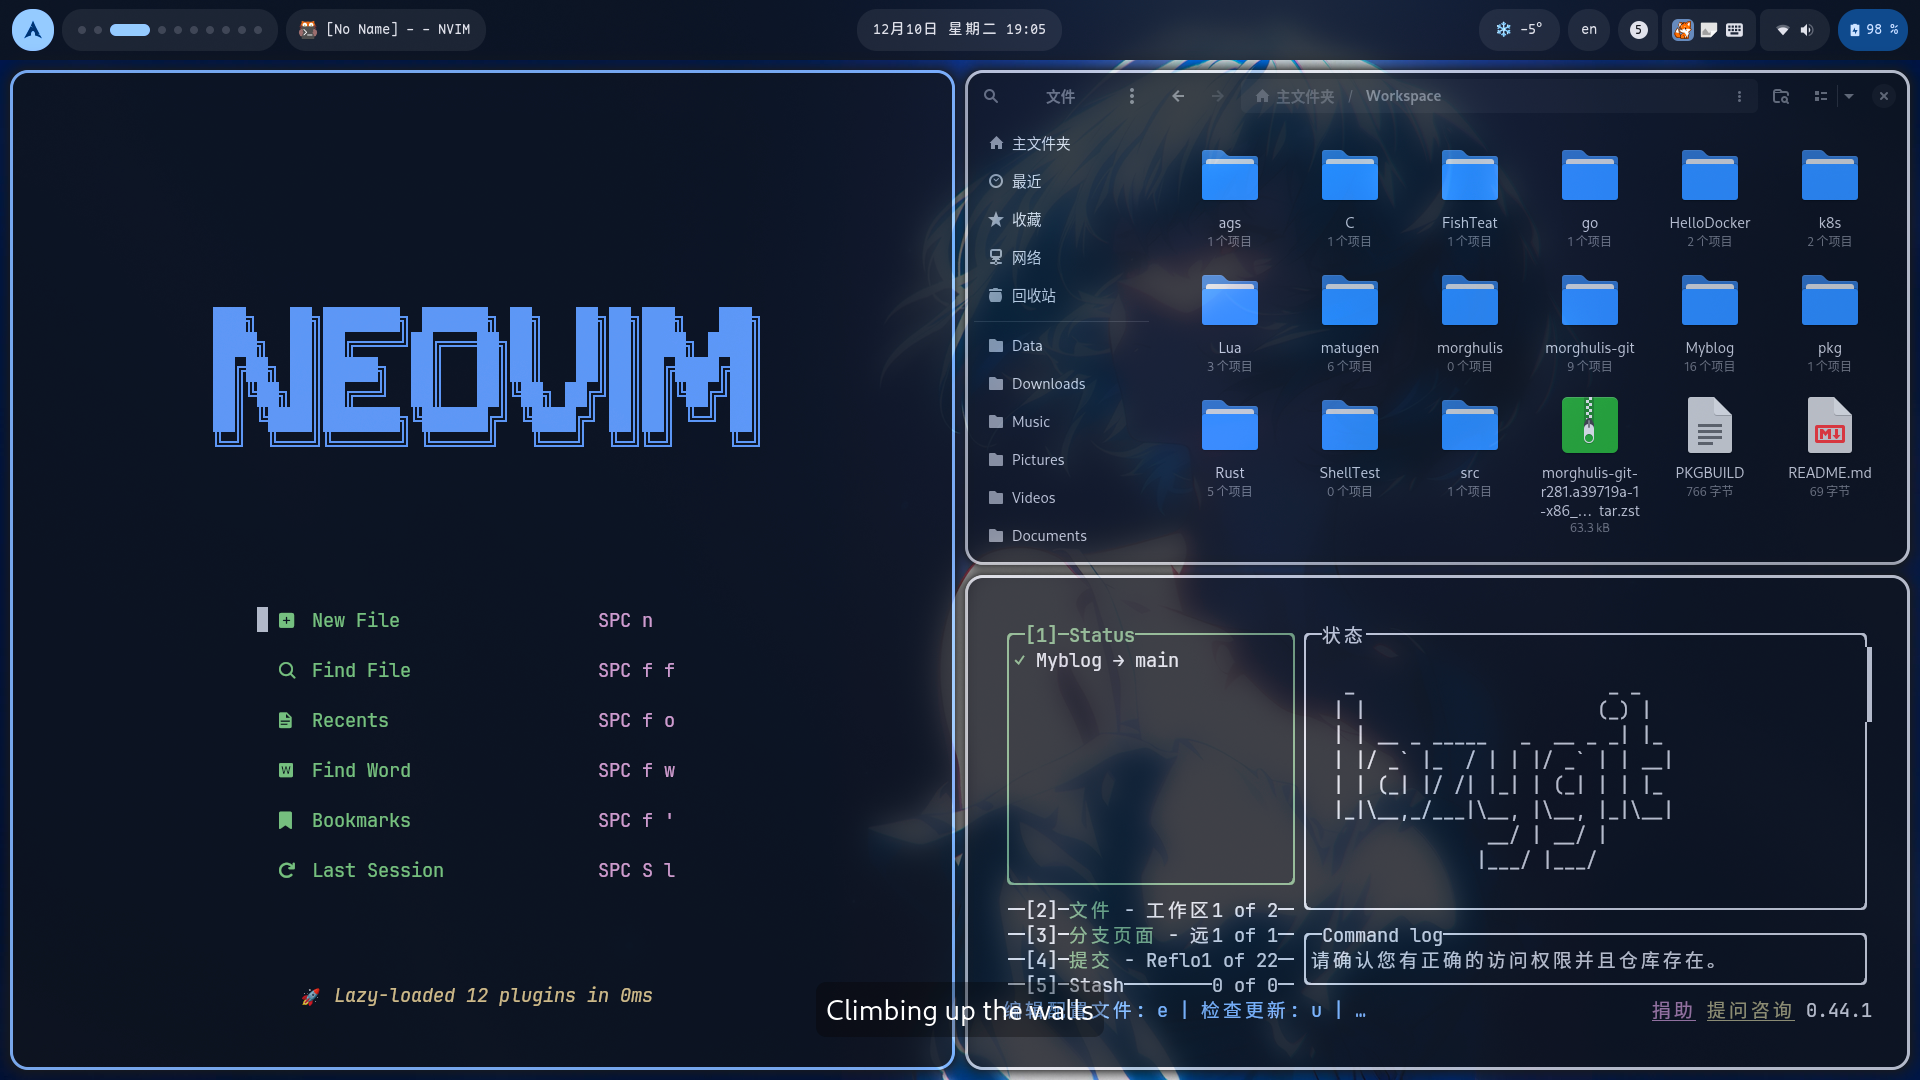 [No Name] - - NVIM
12月10日 星期二 19:05
-5°
en
5
98 %
NEOVIM
New File SPC n
Find File SPC f f
Recents SPC f o
Find Word SPC f w
Bookmarks SPC f '
Last Session SPC S l
Lazy-loaded 12 plugins in 0ms
文件
主文件夹 / Workspace
主文件夹
最近
收藏
网络
回收站
Data
Downloads
Music
Pictures
Videos
Documents
ags
1 个项目
C
1 个项目
FishTeat
1 个项目
go
1 个项目
HelloDocker
2 个项目
k8s
2 个项目
Lua
3 个项目
matugen
6 个项目
morghulis
0 个项目
morghulis-git
9 个项目
Myblog
16 个项目
pkg
1 个项目
Rust
5 个项目
ShellTest
0 个项目
src
1 个项目
morghulis-git-
r281.a39719a-1
-x86_… tar.zst
63.3 kB
PKGBUILD
766 字节
README.md
69 字节
[1]─Status
✓ Myblog → main
─[2]─文件 - 工作区1 of 2─
─[3]─分支页面 - 远1 of 1─
─[4]─提交 - Reflo1 of 22─
─[5]─Stash────────0 of 0─
状态
lazygit
Command log
请确认您有正确的访问权限并且仓库存在。
编辑配置文件: e | 检查更新: u | …
捐助 提问咨询 0.44.1
Climbing up the walls